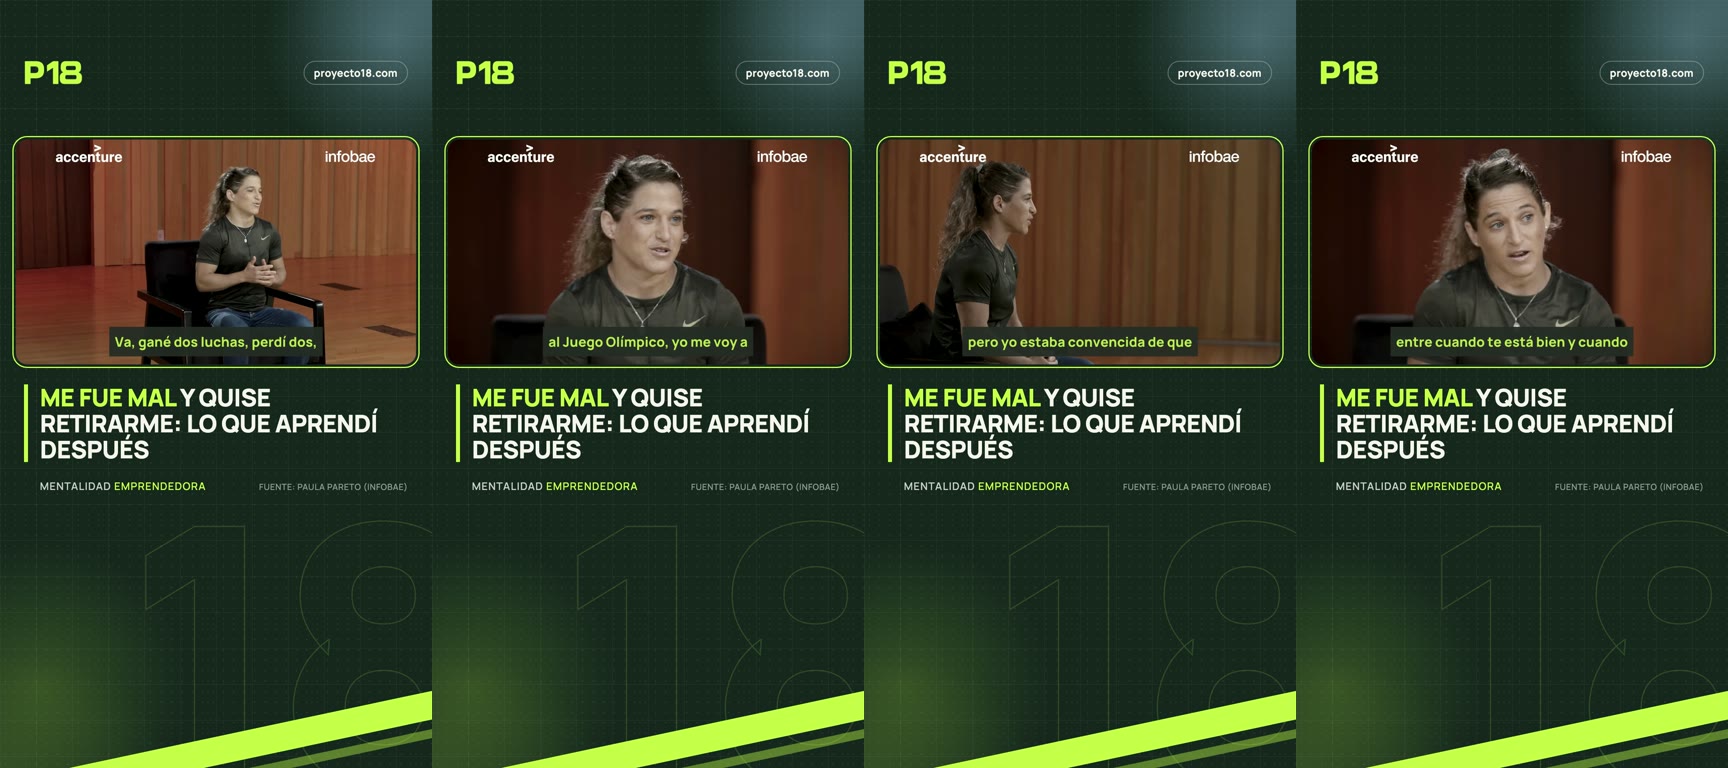 P18
proyecto18.com
accenture
infobae
Va, gané dos luchas, perdí dos,
ME FUE MAL Y QUISE
RETIRARME: LO QUE APRENDÍ
DESPUÉS
MENTALIDAD EMPRENDEDORA
FUENTE: PAULA PARETO (INFOBAE)
18
P18
proyecto18.com
accenture
infobae
al Juego Olímpico, yo me voy a
ME FUE MAL Y QUISE
RETIRARME: LO QUE APRENDÍ
DESPUÉS
MENTALIDAD EMPRENDEDORA
FUENTE: PAULA PARETO (INFOBAE)
18
P18
proyecto18.com
accenture
infobae
pero yo estaba convencida de que
ME FUE MAL Y QUISE
RETIRARME: LO QUE APRENDÍ
DESPUÉS
MENTALIDAD EMPRENDEDORA
FUENTE: PAULA PARETO (INFOBAE)
18
P18
proyecto18.com
accenture
infobae
entre cuando te está bien y cuando
ME FUE MAL Y QUISE
RETIRARME: LO QUE APRENDÍ
DESPUÉS
MENTALIDAD EMPRENDEDORA
FUENTE: PAULA PARETO (INFOBAE)
18